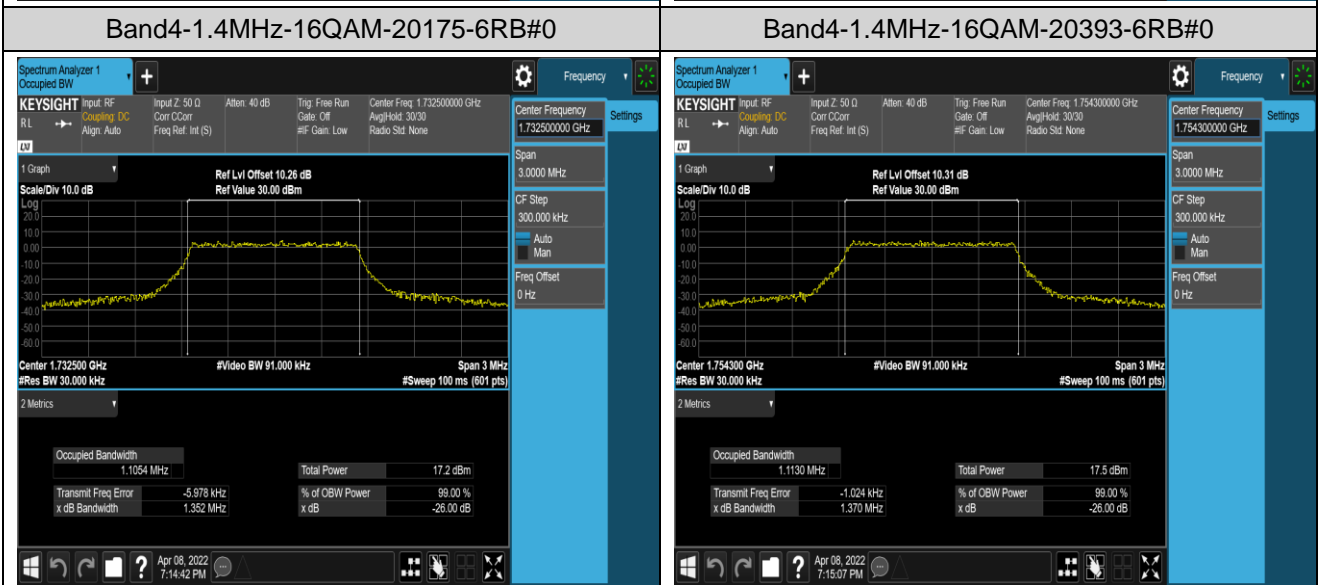 Band4-1.4MHz-16QAM-20175-6RB#0
Spectrum Analyzer 1
Occupied BW
Frequency
KEYSIGHT
RL
LXI
Input: RF
Coupling: DC
Align: Auto
Input Z: 50 Ω
Corr CCorr
Freq Ref: Int (S)
Atten: 40 dB
Trig: Free Run
Gate: Off
#IF Gain: Low
Center Freq: 1.732500000 GHz
Avg|Hold: 30/30
Radio Std: None
Center Frequency
1.732500000 GHz
Settings
Span
3.0000 MHz
CF Step
300.000 kHz
Auto
Man
Freq Offset
0 Hz
1 Graph
Scale/Div 10.0 dB
Ref Lvl Offset 10.26 dB
Ref Value 30.00 dBm
Log
20.0
10.0
0.00
-10.0
-20.0
-30.0
-40.0
-50.0
-60.0
Center 1.732500 GHz
#Video BW 91.000 kHz
Span 3 MHz
#Res BW 30.000 kHz
#Sweep 100 ms (601 pts)
2 Metrics
Occupied Bandwidth
1.1054 MHz
Total Power 17.2 dBm
Transmit Freq Error -5.978 kHz
% of OBW Power 99.00 %
x dB Bandwidth 1.352 MHz
x dB -26.00 dB
?
Apr 08, 2022
7:14:42 PM
Band4-1.4MHz-16QAM-20393-6RB#0
Spectrum Analyzer 1
Occupied BW
Frequency
KEYSIGHT
RL
LXI
Input: RF
Coupling: DC
Align: Auto
Input Z: 50 Ω
Corr CCorr
Freq Ref: Int (S)
Atten: 40 dB
Trig: Free Run
Gate: Off
#IF Gain: Low
Center Freq: 1.754300000 GHz
Avg|Hold: 30/30
Radio Std: None
Center Frequency
1.754300000 GHz
Settings
Span
3.0000 MHz
CF Step
300.000 kHz
Auto
Man
Freq Offset
0 Hz
1 Graph
Scale/Div 10.0 dB
Ref Lvl Offset 10.31 dB
Ref Value 30.00 dBm
Log
20.0
10.0
0.00
-10.0
-20.0
-30.0
-40.0
-50.0
-60.0
Center 1.754300 GHz
#Video BW 91.000 kHz
Span 3 MHz
#Res BW 30.000 kHz
#Sweep 100 ms (601 pts)
2 Metrics
Occupied Bandwidth
1.1130 MHz
Total Power 17.5 dBm
Transmit Freq Error -1.024 kHz
% of OBW Power 99.00 %
x dB Bandwidth 1.370 MHz
x dB -26.00 dB
?
Apr 08, 2022
7:15:07 PM